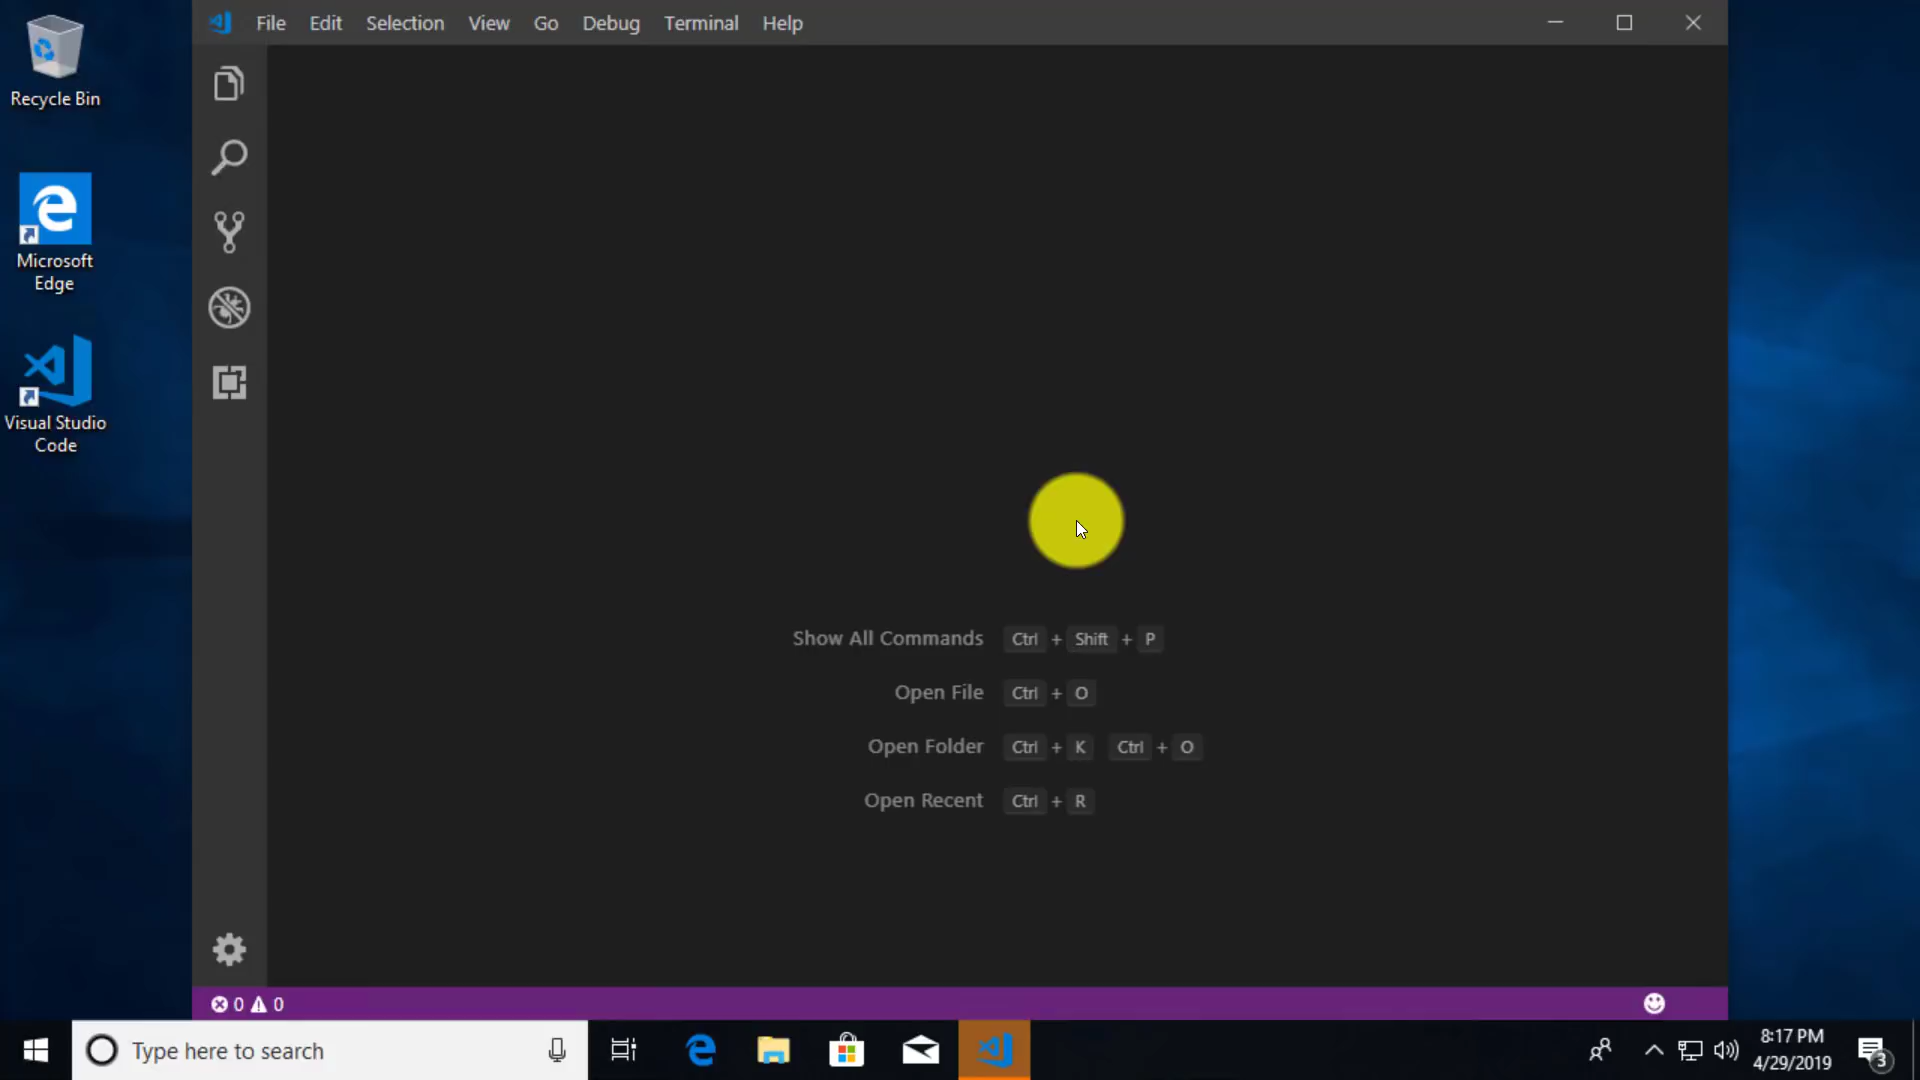 File Edit Selection View Go Debug Terminal Help
Recycle Bin
Microsoft
Edge
Visual Studio
Code
Show All Commands Ctrl + Shift + P
Open File Ctrl + O
Open Folder Ctrl + K Ctrl + O
Open Recent Ctrl + R
0 0
Type here to search
8:17 PM
4/29/2019
3